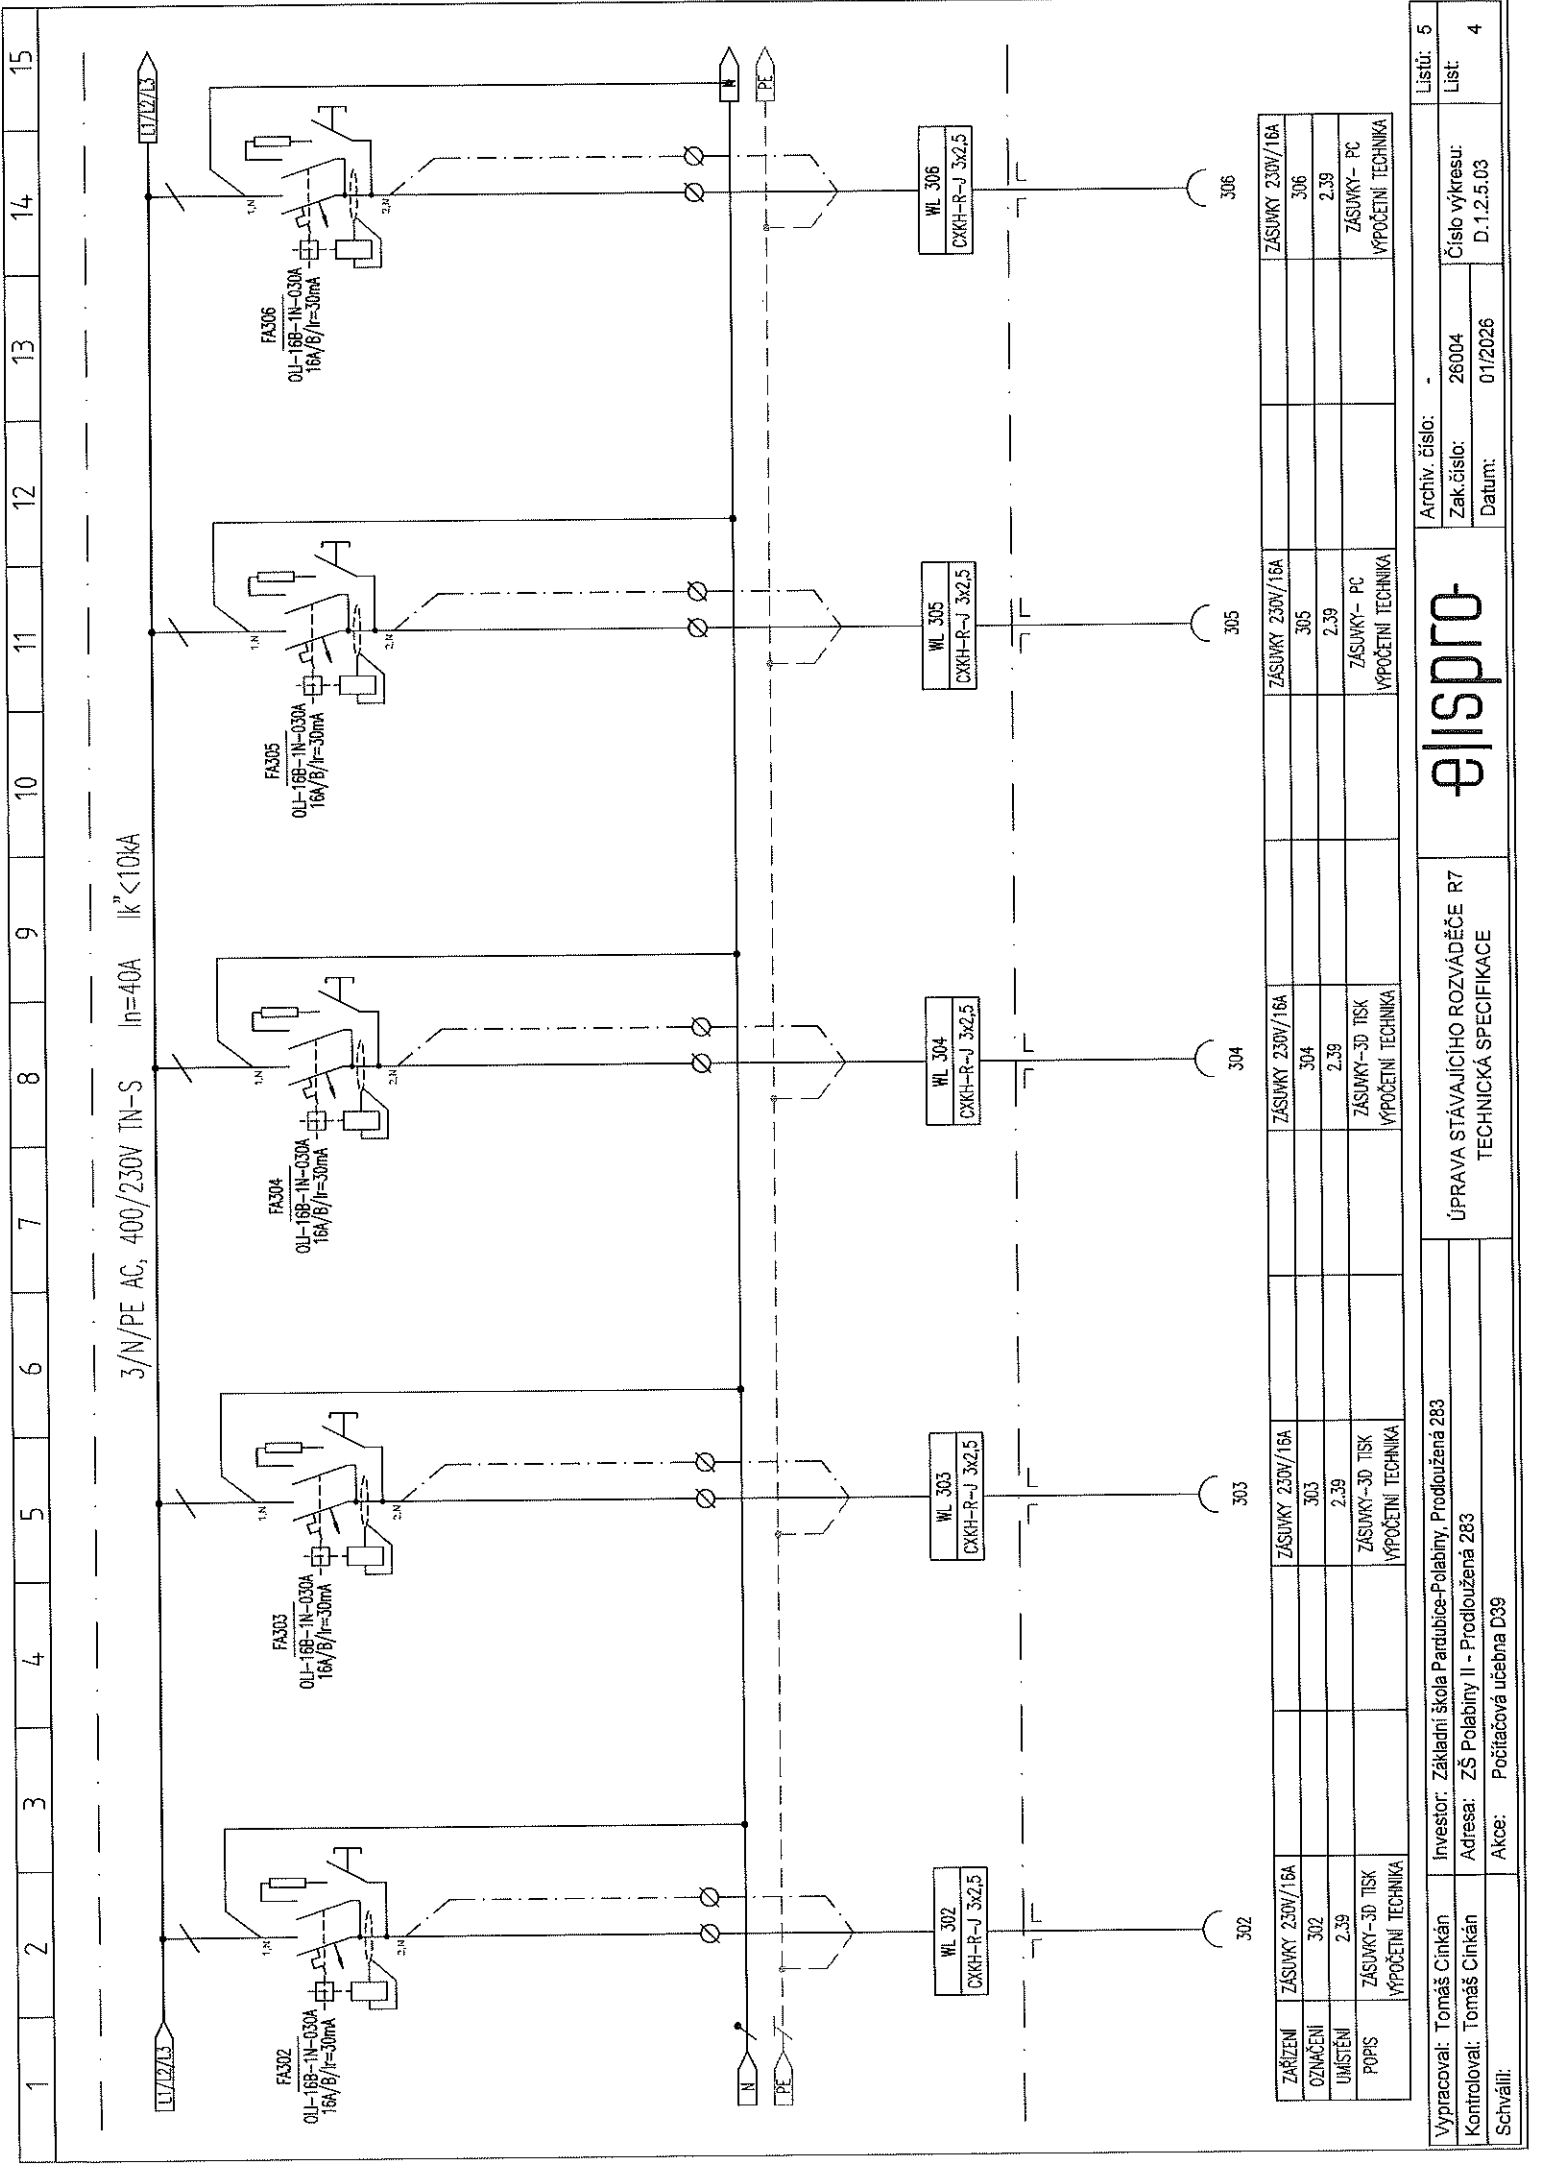 1 2 3 4 5 6 7 8 9 10 11 12 13 14 15
3/N/PE AC, 400/230V TN-S In=40A Ik"<10kA
L1/L2/L3
L1/L2/L3
FA302
OLI-16B-1N-030A
16A/B/Ir=30mA
1,N
2,N
FA303
OLI-16B-1N-030A
16A/B/Ir=30mA
1,N
2,N
FA304
OLI-16B-1N-030A
16A/B/Ir=30mA
1,N
2,N
FA305
OLI-16B-1N-030A
16A/B/Ir=30mA
1,N
2,N
FA306
OLI-16B-1N-030A
16A/B/Ir=30mA
1,N
2,N
N
N
PE
PE
WL 302
CXKH-R-J 3x2,5
WL 303
CXKH-R-J 3x2,5
WL 304
CXKH-R-J 3x2,5
WL 305
CXKH-R-J 3x2,5
WL 306
CXKH-R-J 3x2,5
302 303 304 305 306
ZAŘÍZENÍ ZÁSUVKY 230V/16A ZÁSUVKY 230V/16A ZÁSUVKY 230V/16A ZÁSUVKY 230V/16A ZÁSUVKY 230V/16A
OZNAČENÍ 302 303 304 305 306
UMÍSTĚNÍ 2.39 2.39 2.39 2.39 2.39
POPIS ZÁSUVKY-3D TISK ZÁSUVKY-3D TISK ZÁSUVKY-3D TISK ZÁSUVKY- PC ZÁSUVKY- PC
VÝPOČETNÍ TECHNIKA VÝPOČETNÍ TECHNIKA VÝPOČETNÍ TECHNIKA VÝPOČETNÍ TECHNIKA VÝPOČETNÍ TECHNIKA
Vypracoval: Tomáš Cinkán
Kontroloval: Tomáš Cinkán
Schválil:
Investor: Základní škola Pardubice-Polabiny, Prodloužená 283
Adresa: ZŠ Polabiny II - Prodloužená 283
Akce: Počítačová učebna D39
ÚPRAVA STÁVAJÍCÍHO ROZVÁDĚČE R7
TECHNICKÁ SPECIFIKACE
elispro
Archiv. číslo: -
Zak.číslo: 26004
Datum: 01/2026
Číslo výkresu:
D.1.2.5.03
Listů: 5
List: 4